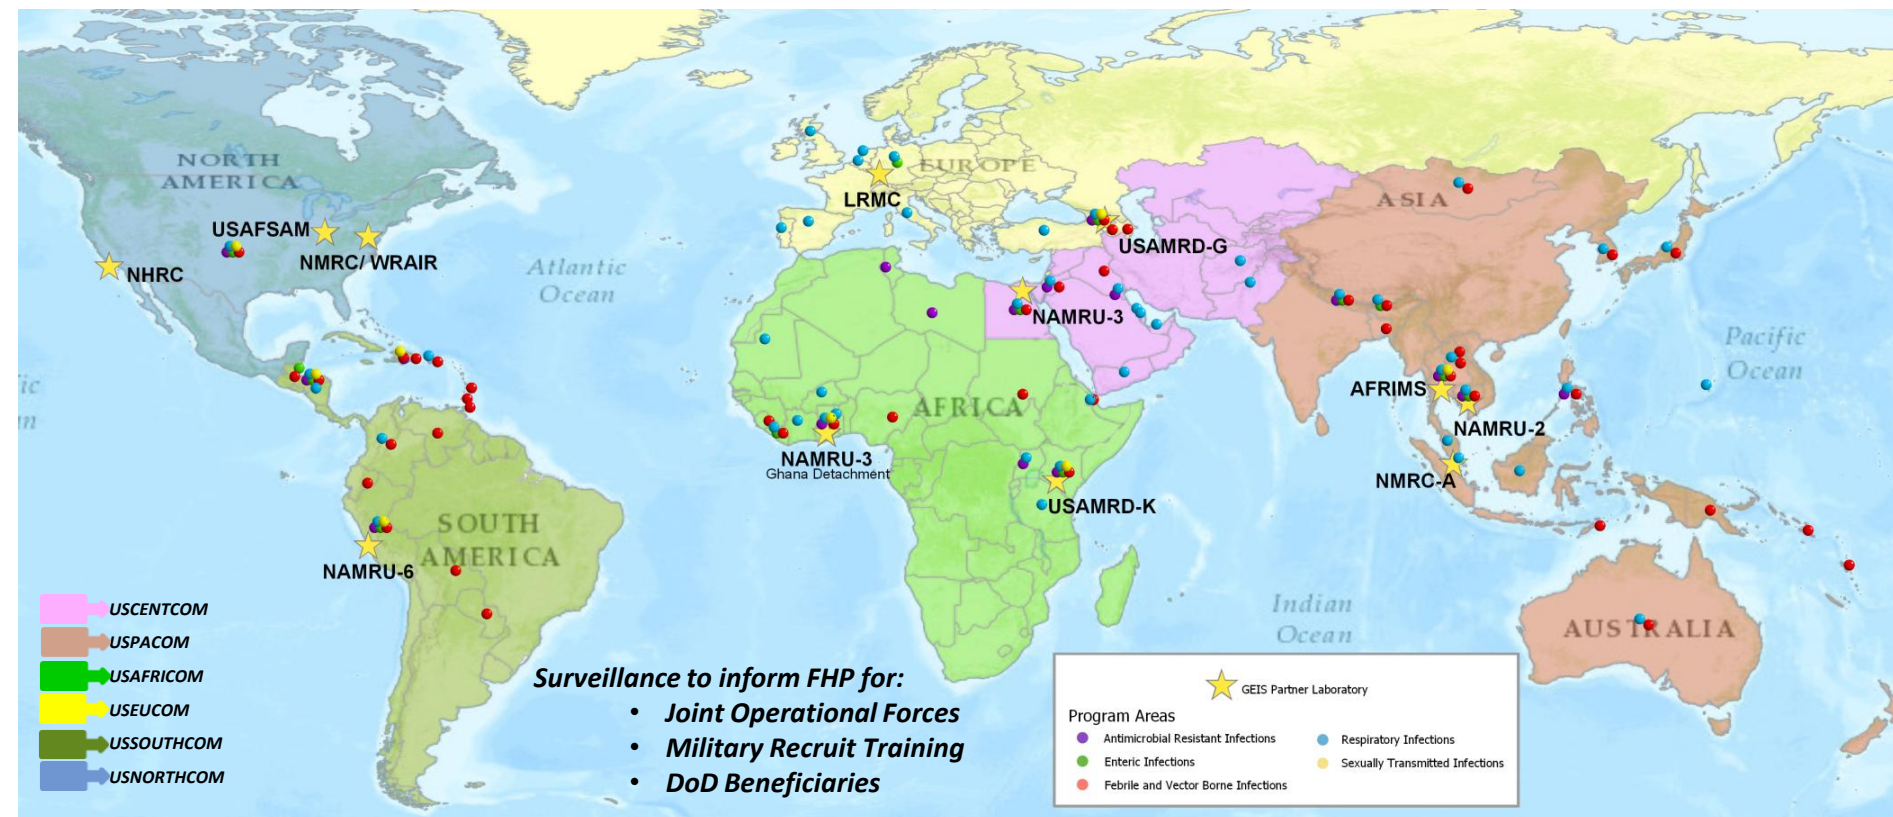 NORTH
AMERICA
USAFSAM
NMRC/ WRAIR
NHRC
Atlantic
Ocean
EUROPE
LRMC
ASIA
USAMRD-G
NAMRU-3
Pacific
Ocean
ic
n
AFRICA
AFRIMS
NAMRU-2
NMRC-A
NAMRU-3
Ghana Detachment
USAMRD-K
SOUTH
AMERICA
NAMRU-6
Indian
Ocean
AUSTRALIA
USCENTCOM
USPACOM
USAFRICOM
USEUCOM
USSOUTHCOM
USNORTHCOM
Surveillance to inform FHP for:
• Joint Operational Forces
• Military Recruit Training
• DoD Beneficiaries
GEIS Partner Laboratory
Program Areas
Antimicrobial Resistant Infections
Enteric Infections
Febrile and Vector Borne Infections
Respiratory Infections
Sexually Transmitted Infections